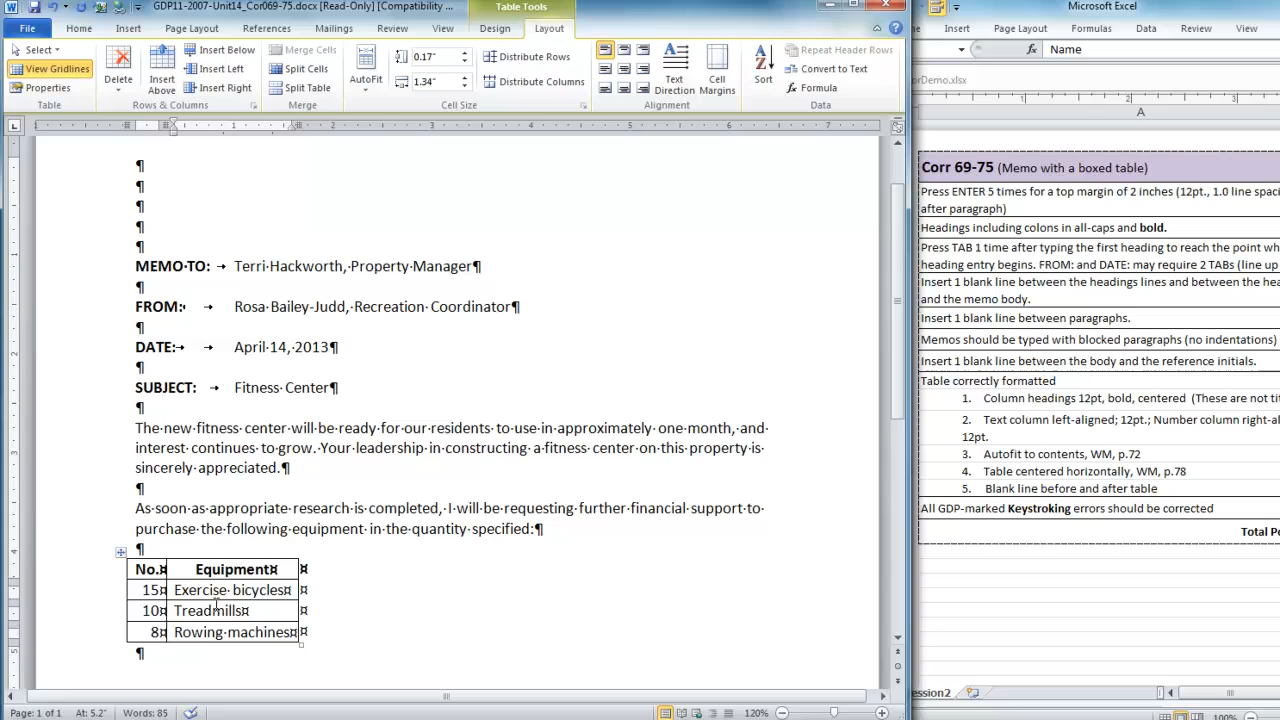 GDP11-2007-Unit14_Cor069-75.docx [Read-Only] [Compatibility ...
Table Tools
Microsoft Excel
File Home Insert Page Layout References Mailings Review View Design Layout
Insert Page Layout Formulas Data Review View
Select
View Gridlines
Properties
Table
Delete
Insert Above
Insert Below
Insert Left
Insert Right
Rows & Columns
Merge Cells
Split Cells
Split Table
Merge
AutoFit
0.17"
1.34"
Distribute Rows
Distribute Columns
Cell Size
Text Direction
Cell Margins
Alignment
Sort
Repeat Header Rows
Convert to Text
Formula
Data
fx Name
orDemo.xlsx
A
MEMO·TO: Terri·Hackworth,·Property·Manager¶
FROM: Rosa·Bailey-Judd,·Recreation·Coordinator¶
DATE: April·14,·2013¶
SUBJECT: Fitness·Center¶
The·new·fitness·center·will·be·ready·for·our·residents·to·use·in·approximately·one·month,·and·
interest·continues·to·grow.·Your·leadership·in·constructing·a·fitness·center·on·this·property·is·
sincerely·appreciated.¶
As·soon·as·appropriate·research·is·completed,·I·will·be·requesting·further·financial·support·to·
purchase·the·following·equipment·in·the·quantity·specified:¶
No.¤ Equipment¤ ¤
15¤ Exercise·bicycles¤ ¤
10¤ Treadmills¤ ¤
8¤ Rowing·machines¤ ¤
Corr 69-75 (Memo with a boxed table)
Press ENTER 5 times for a top margin of 2 inches (12pt., 1.0 line spaci
after paragraph)
Headings including colons in all-caps and bold.
Press TAB 1 time after typing the first heading to reach the point wh
heading entry begins. FROM: and DATE: may require 2 TABs (line up
Insert 1 blank line between the headings lines and between the hea
and the memo body.
Insert 1 blank line between paragraphs.
Memos should be typed with blocked paragraphs (no indentations)
Insert 1 blank line between the body and the reference initials.
Table correctly formatted
1. Column headings 12pt, bold, centered (These are not tit
2. Text column left-aligned; 12pt.; Number column right-al
12pt.
3. Autofit to contents, WM, p.72
4. Table centered horizontally, WM, p.78
5. Blank line before and after table
All GDP-marked Keystroking errors should be corrected
Total Po
ession2
Page: 1 of 1 At: 5.2" Words: 85 120%
100%